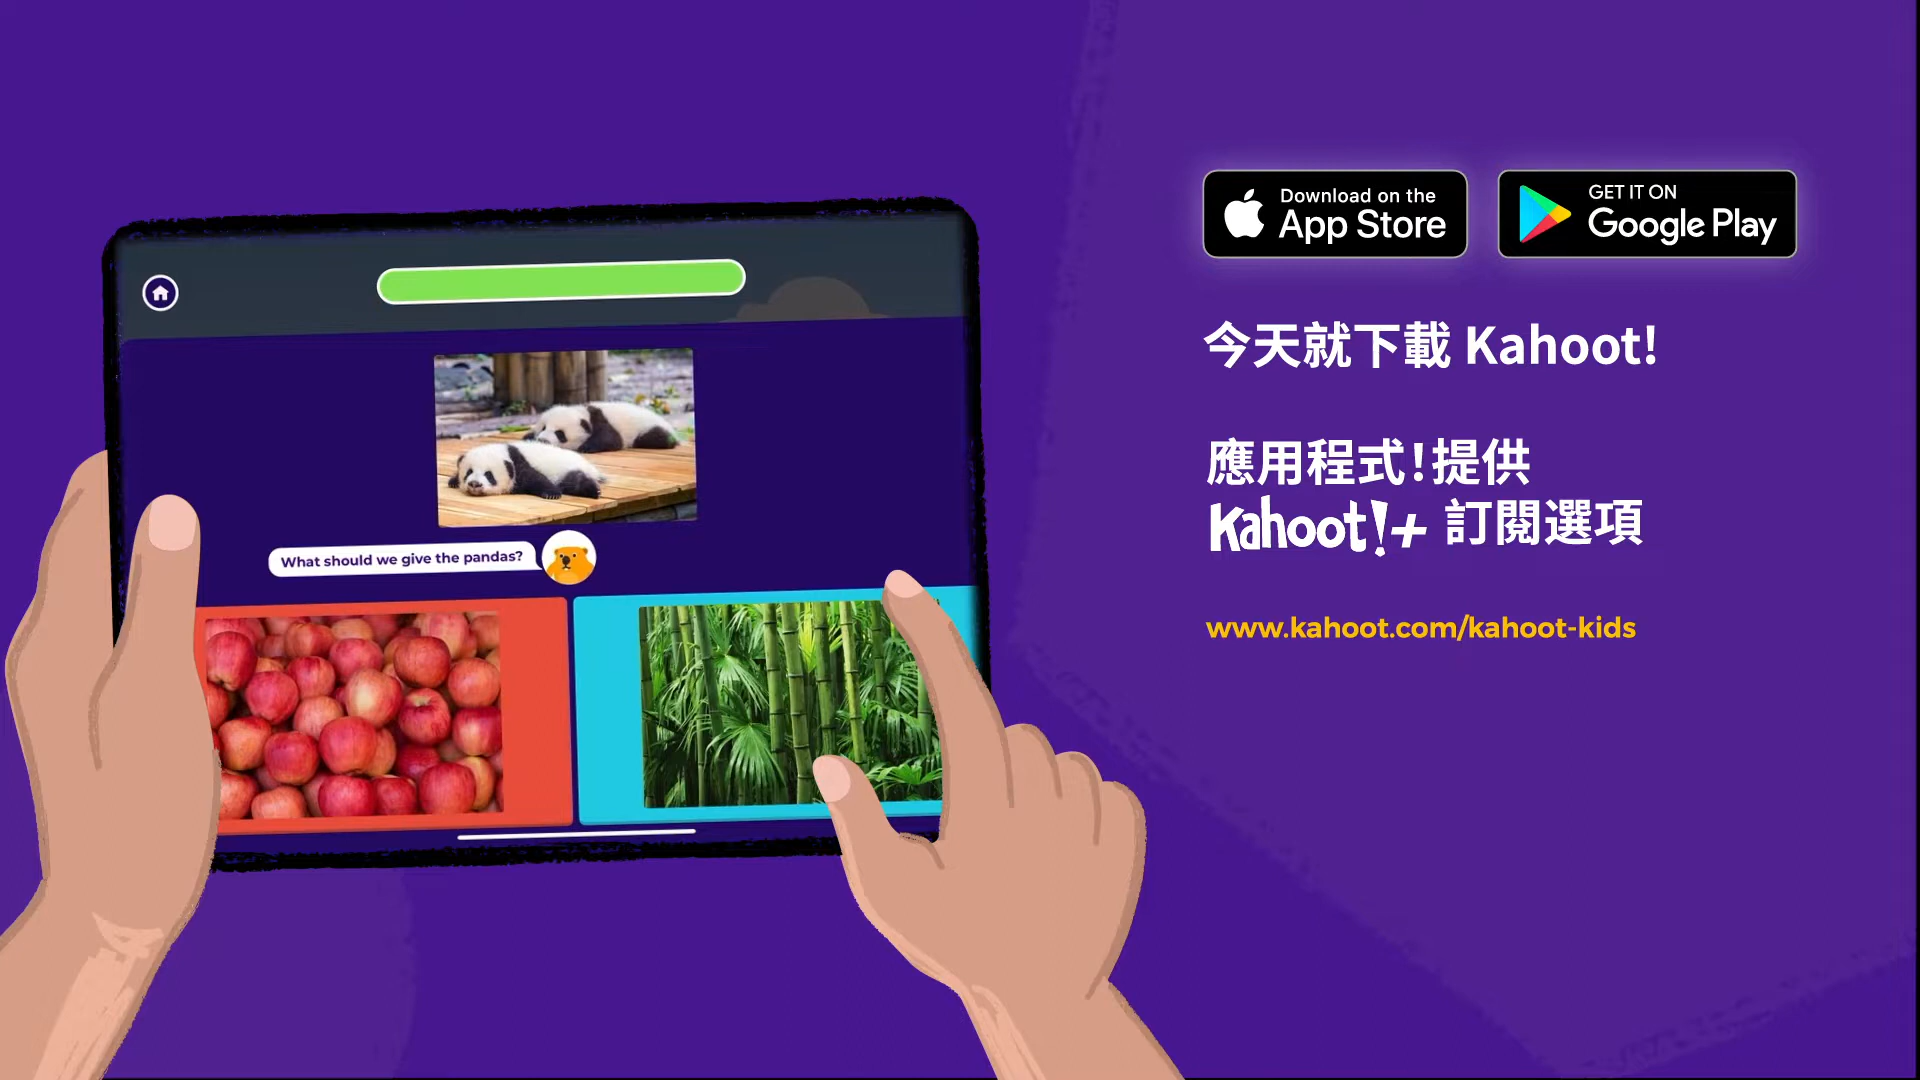 Download on the
App Store
GET IT ON
Google Play
今天就下載 Kahoot!
應用程式!提供
Kahoot!+ 訂閱選項
www.kahoot.com/kahoot-kids
What should we give the pandas?